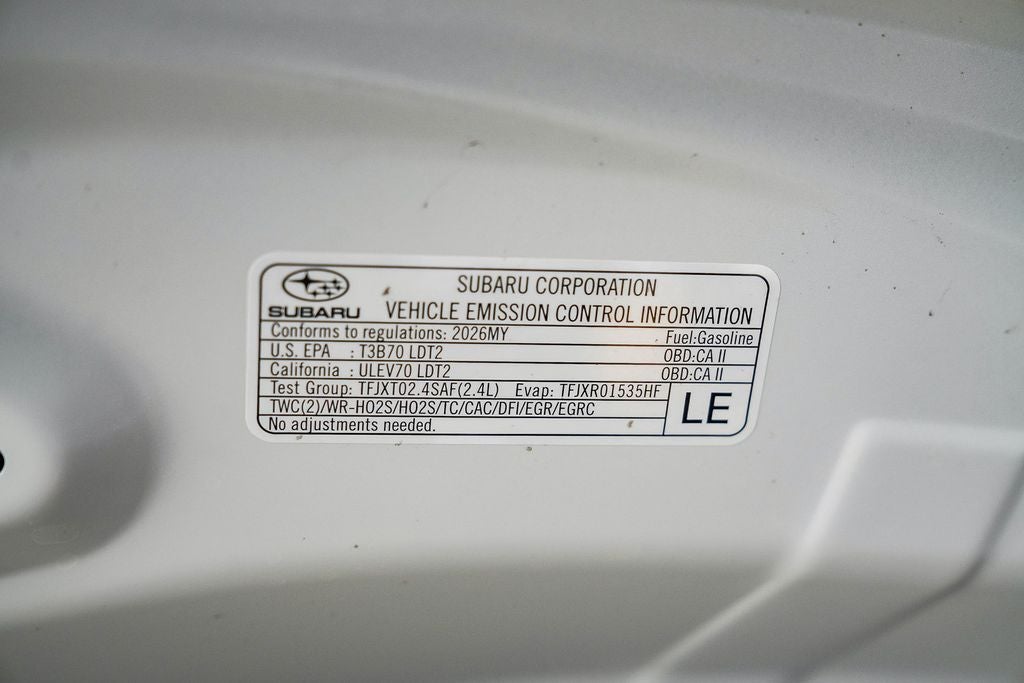 SUBARU
SUBARU CORPORATION
VEHICLE EMISSION CONTROL INFORMATION
Conforms to regulations: 2026MY Fuel:Gasoline
U.S. EPA : T3B70 LDT2 OBD:CA II
California : ULEV70 LDT2 OBD:CA II
Test Group: TFJXT02.4SAF(2.4L) Evap: TFJXR01535HF
TWC(2)/WR-HO2S/HO2S/TC/CAC/DFI/EGR/EGRC
No adjustments needed.
LE